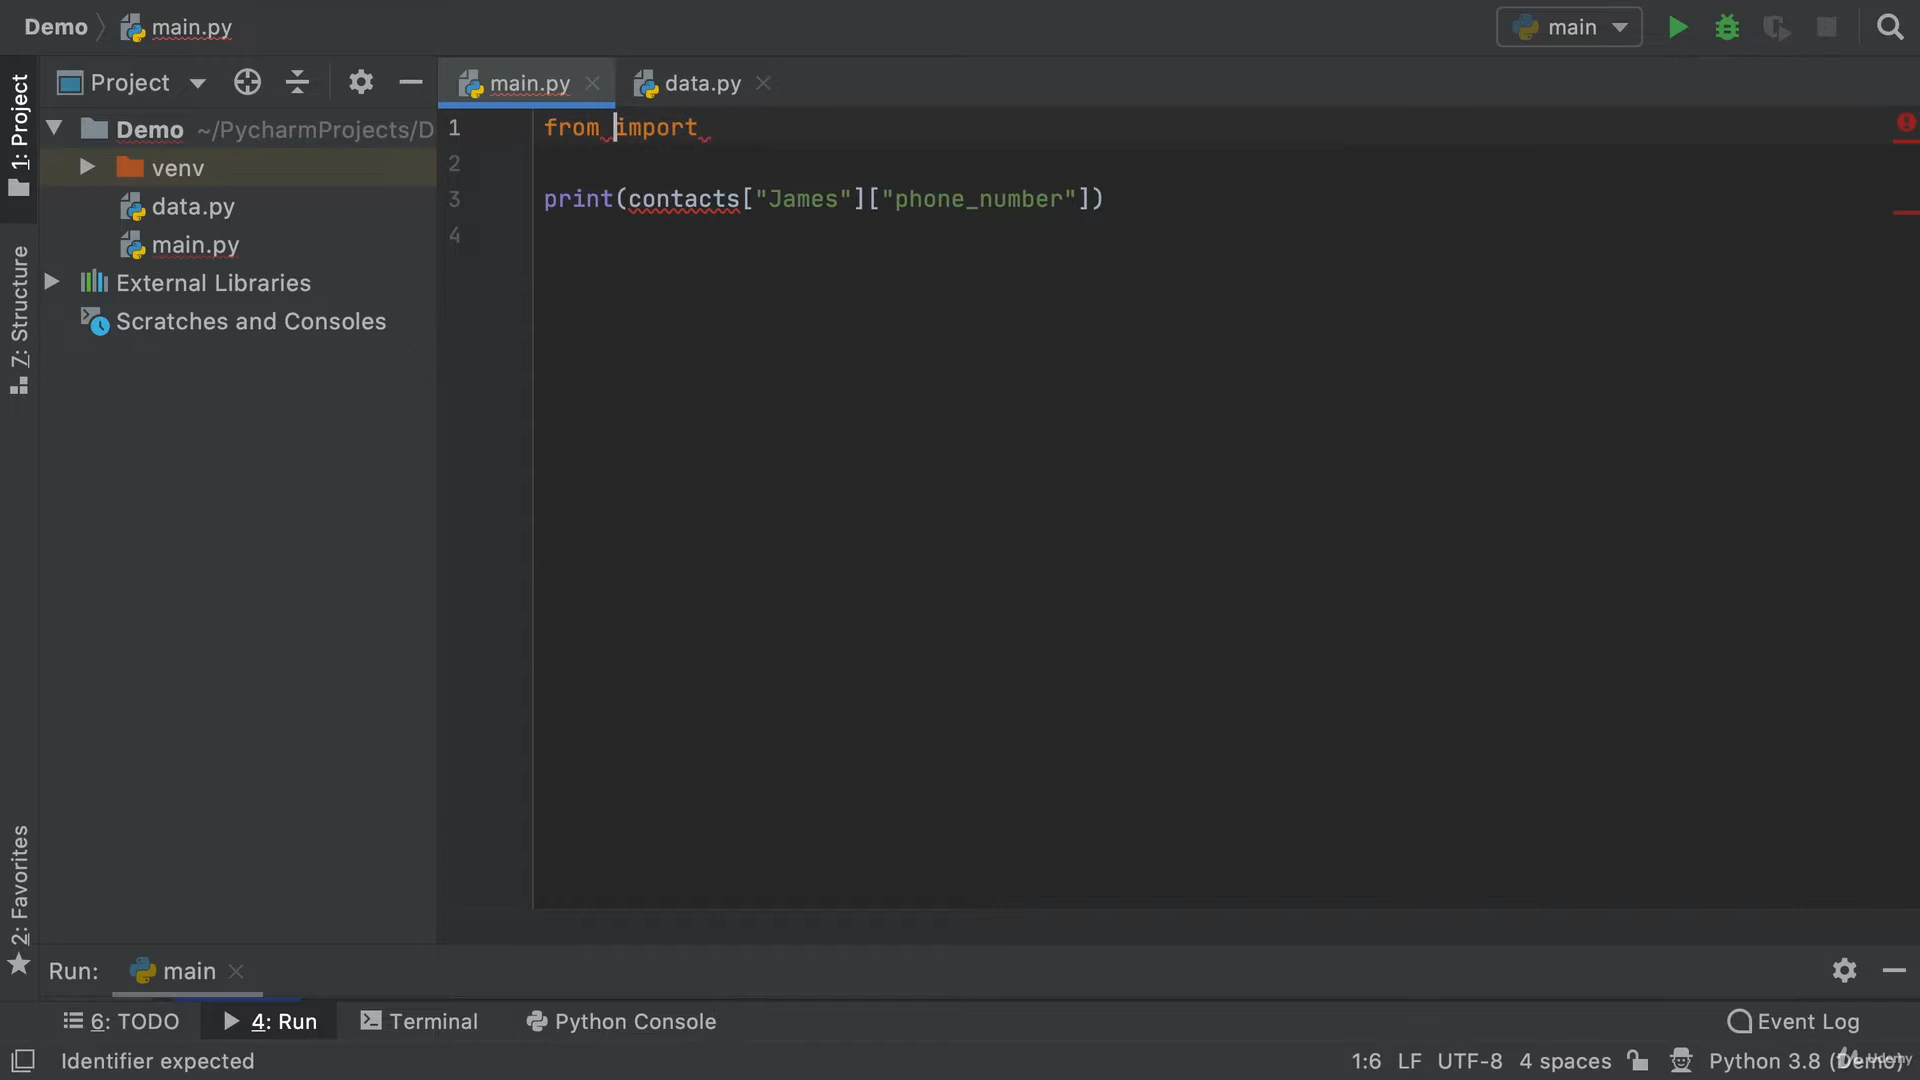 Demo main.py
main
1: Project
Project
main.py
data.py
Demo ~/PycharmProjects/D
venv
data.py
main.py
External Libraries
Scratches and Consoles
Z: Structure
2: Favorites
1 from import
2
3 print(contacts["James"]["phone_number"])
4
Run: main
6: TODO
4: Run
Terminal
Python Console
Event Log
Identifier expected
1:6 LF UTF-8 4 spaces Python 3.8 (Demo)
Udemy